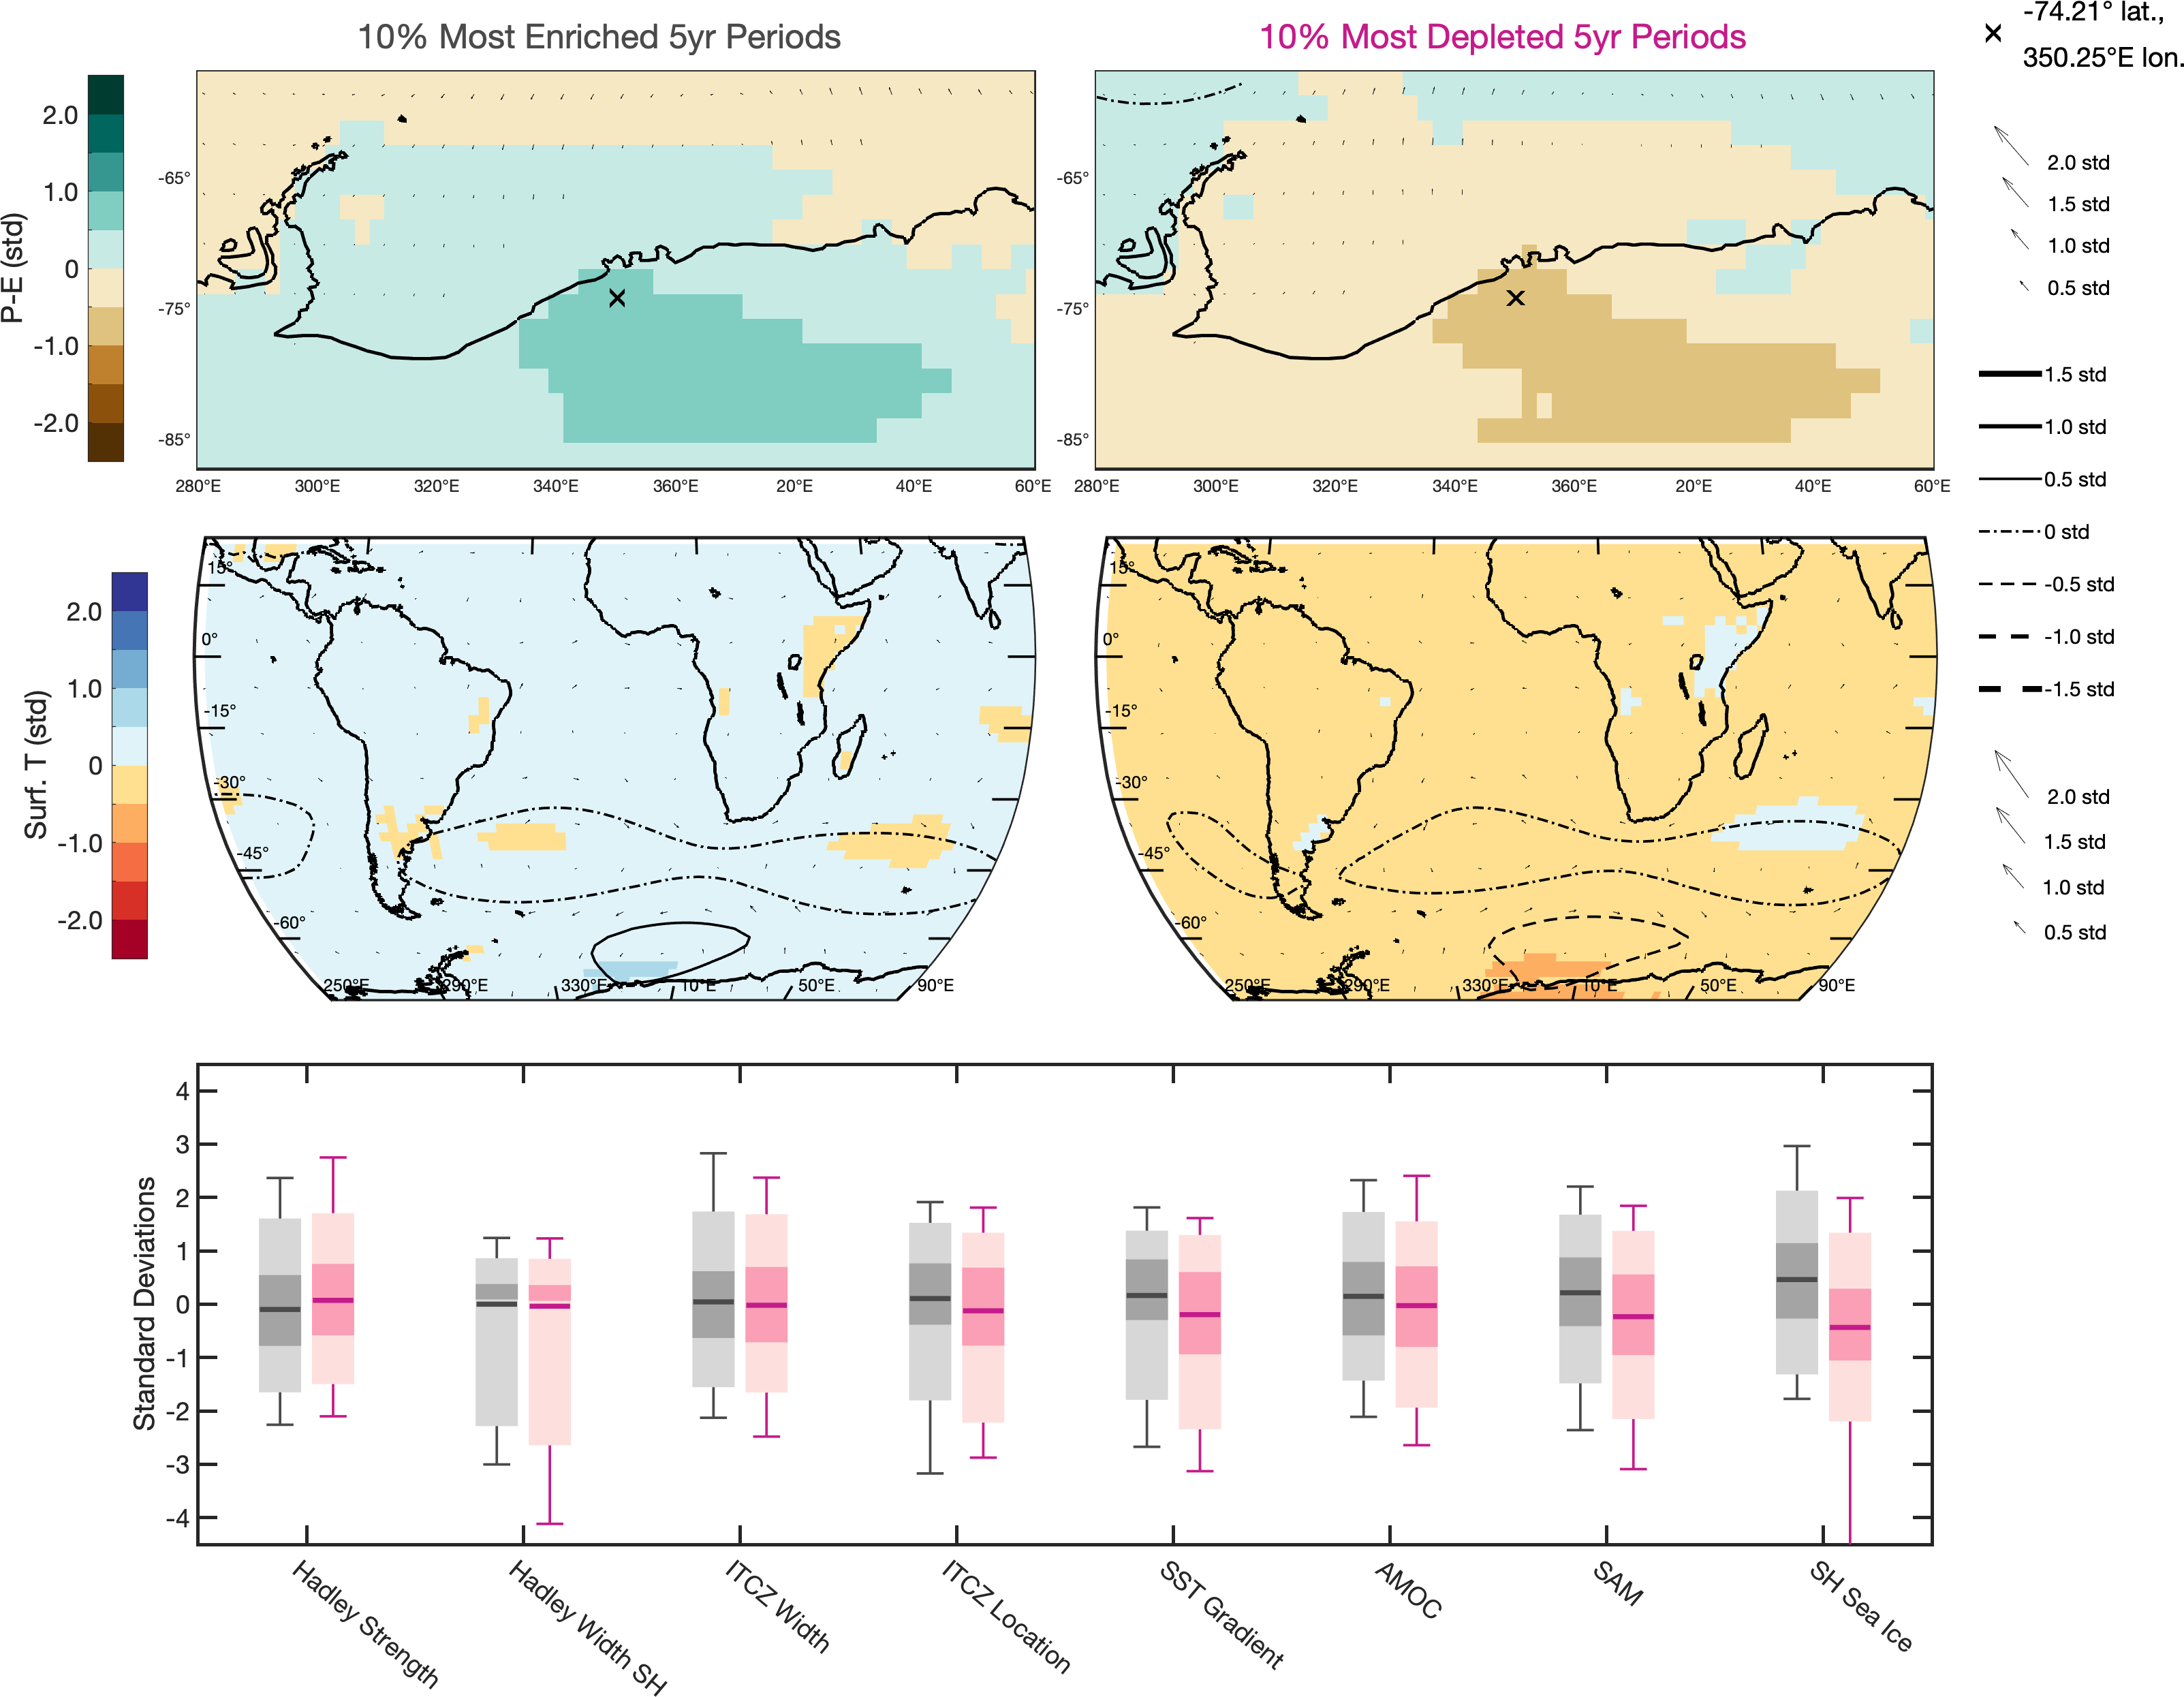 10% Most Enriched 5yr Periods
10% Most Depleted 5yr Periods
-74.21° lat.,
350.25°E lon.
P-E (std)
2.0
1.0
0
-1.0
-2.0
-65°
-75°
-85°
280°E 300°E 320°E 340°E 360°E 20°E 40°E 60°E
-65°
-75°
-85°
280°E 300°E 320°E 340°E 360°E 20°E 40°E 60°E
2.0 std
1.5 std
1.0 std
0.5 std
1.5 std
1.0 std
0.5 std
0 std
-0.5 std
-1.0 std
-1.5 std
2.0 std
1.5 std
1.0 std
0.5 std
Surf. T (std)
2.0
1.0
0
-1.0
-2.0
15°
0°
-15°
-30°
-45°
-60°
250°E 290°E 330°E 10°E 50°E 90°E
15°
0°
-15°
-30°
-45°
-60°
250°E 290°E 330°E 10°E 50°E 90°E
Standard Deviations
4
3
2
1
0
-1
-2
-3
-4
Hadley Strength
Hadley Width SH
ITCZ Width
ITCZ Location
SST Gradient
AMOC
SAM
SH Sea Ice